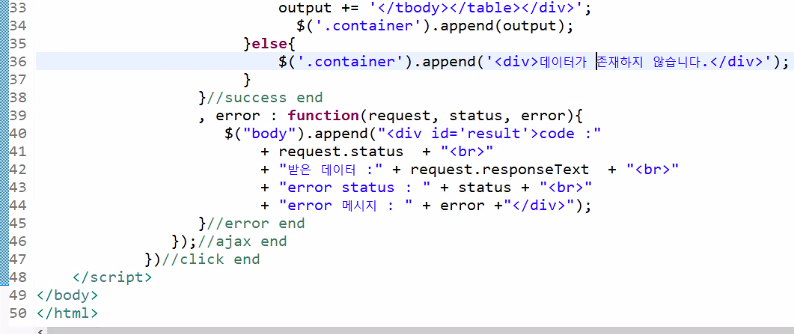 33 output += '</tbody></table></div>';
34 $('.container').append(output);
35 }else{
36 $('.container').append('<div>데이터가 존재하지 않습니다.</div>');
37 }
38 }//success end
39 , error : function(request, status, error){
40 $("body").append("<div id='result'>code :"
41 + request.status  + "<br>"
42 + "받은 데이터 :" + request.responseText  + "<br>"
43 + "error status : " + status + "<br>"
44 + "error 메시지 : " + error +"</div>");
45 }//error end
46 });//ajax end
47 })//click end
48 </script>
49 </body>
50 </html>